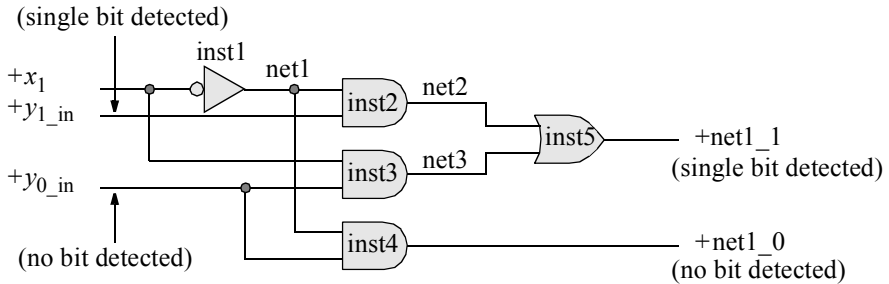 (single bit detected)
inst1
+x1
net1
net2
+y1_in
inst2
inst5
+net1_1
net3
(single bit detected)
+y0_in
inst3
inst4
+net1_0
(no bit detected)
(no bit detected)